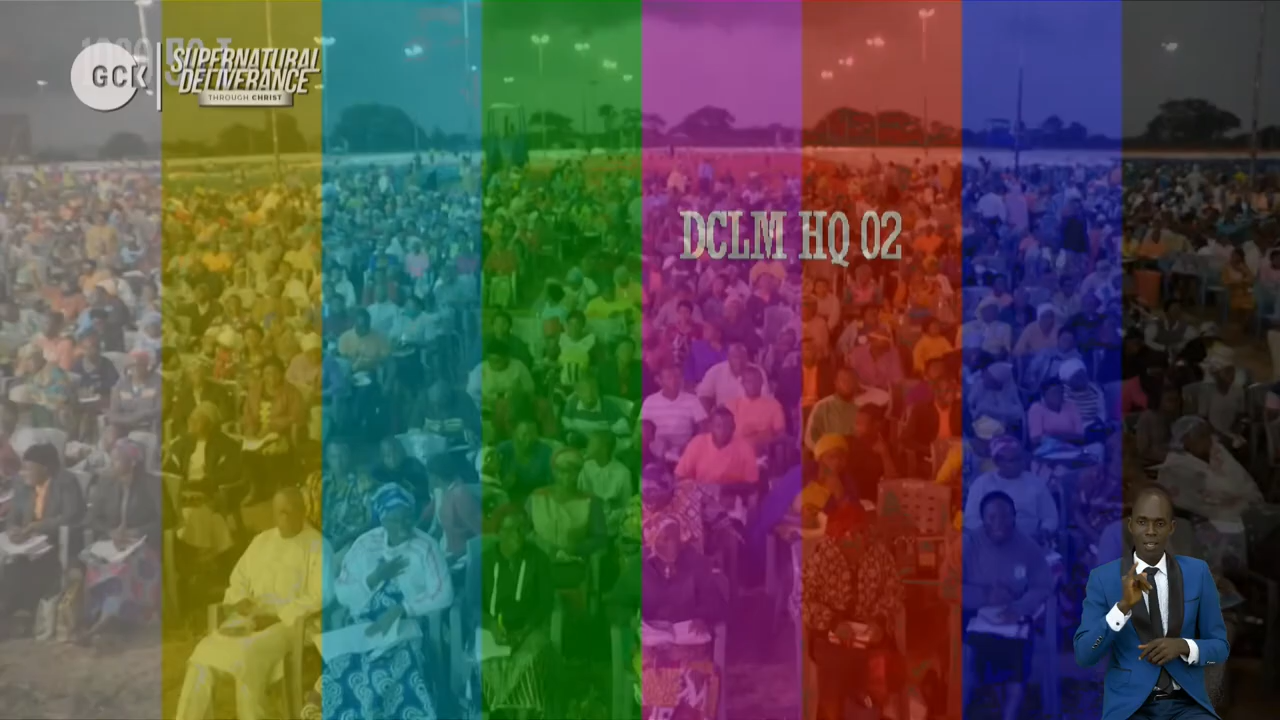 GCK
SUPERNATURAL
DELIVERANCE
THROUGH CHRIST
DCLM HQ 02